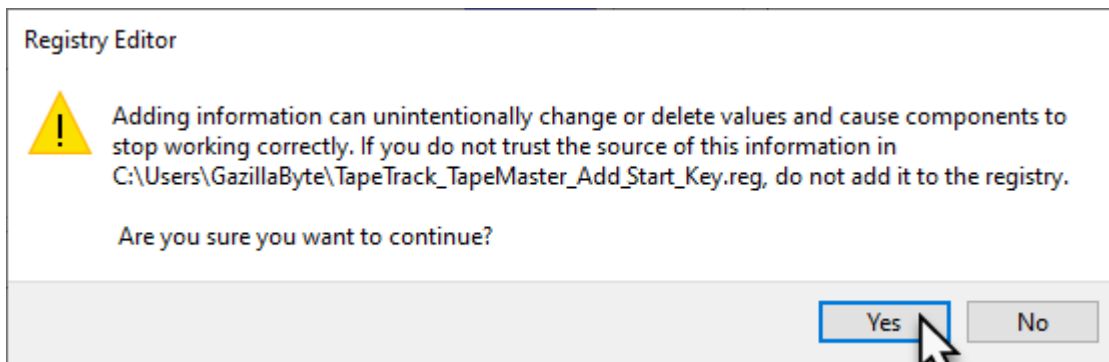 Registry Editor
Adding information can unintentionally change or delete values and cause components to
stop working correctly. If you do not trust the source of this information in
C:\Users\GazillaByte\TapeTrack_TapeMaster_Add_Start_Key.reg, do not add it to the registry.
Are you sure you want to continue?
Yes No